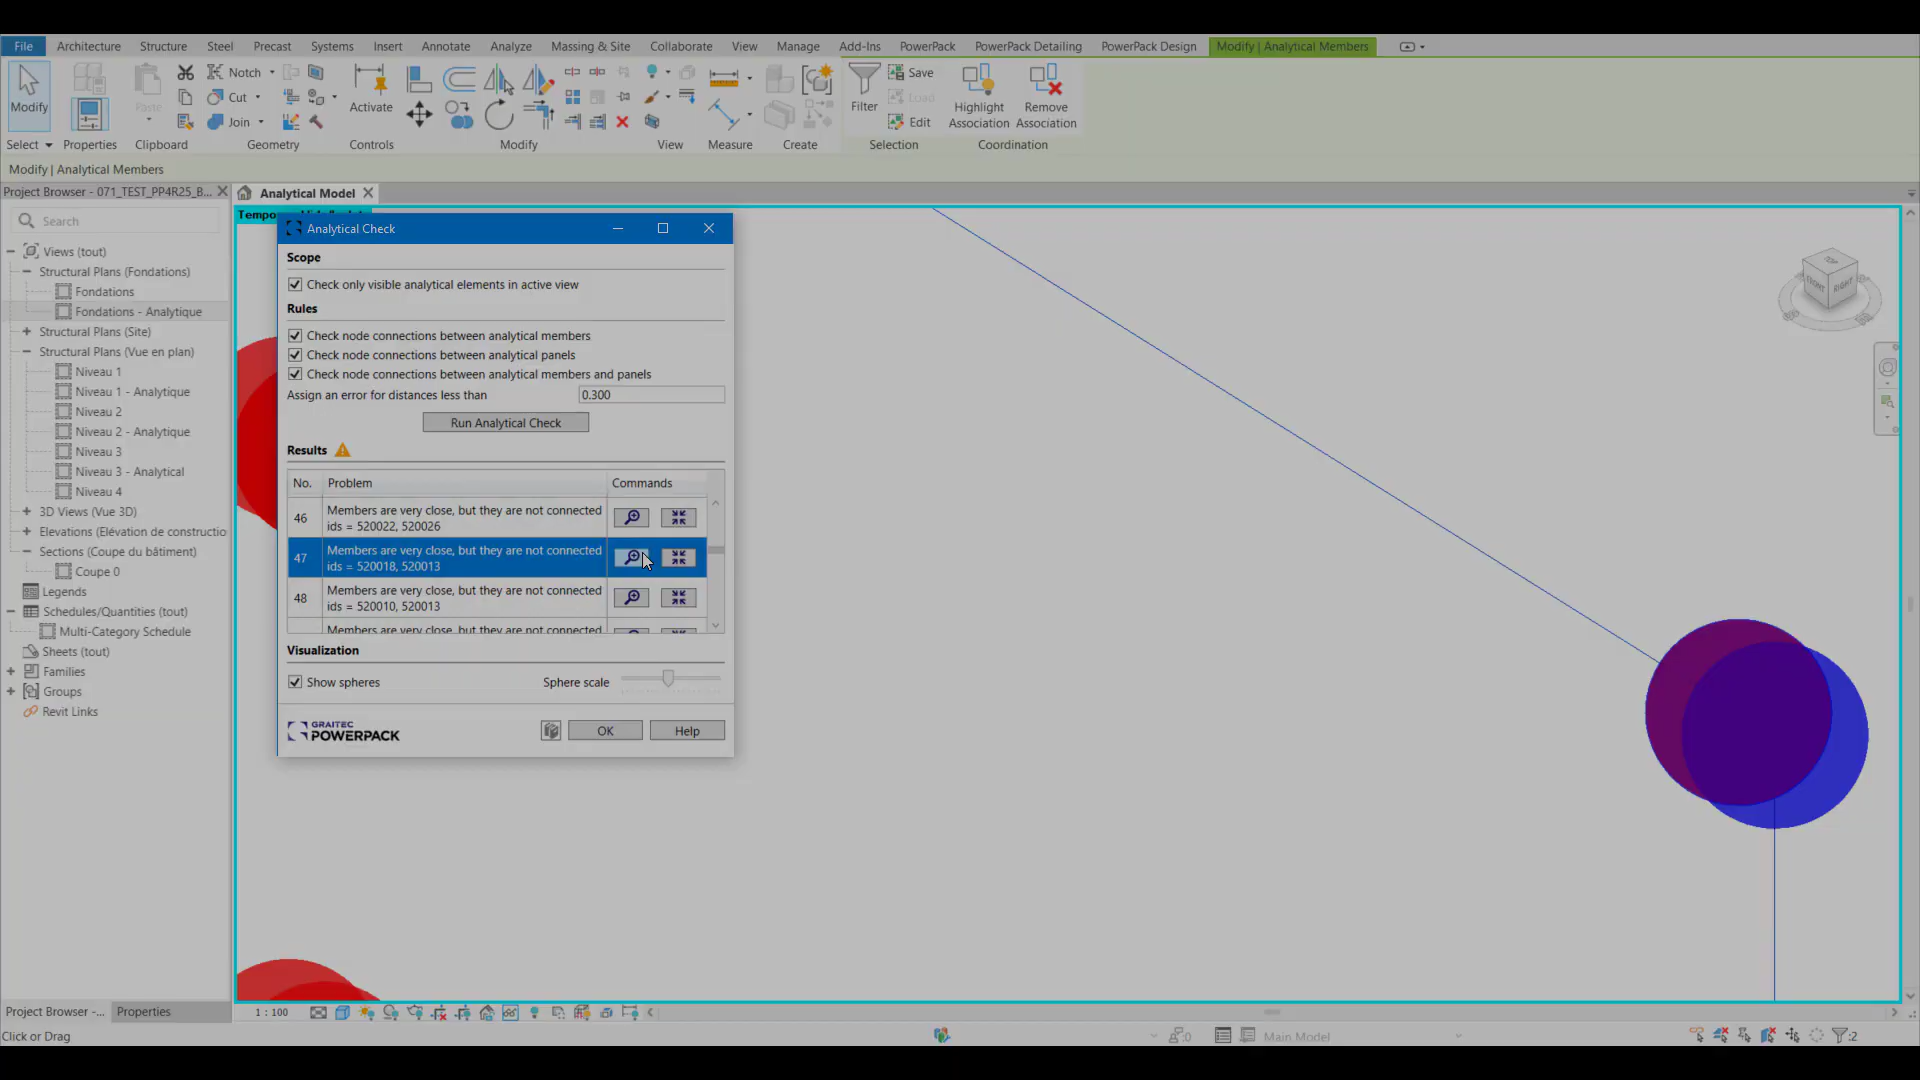 File Architecture Structure Steel Precast Systems Insert Annotate Analyze Massing & Site Collaborate View Manage Add-Ins PowerPack PowerPack Detailing PowerPack Design Modify | Analytical Members
Notch Save
Modify Paste Cut Activate Filter Load Highlight Remove
Join Edit Association Association
Select Properties Clipboard Geometry Controls Modify View Measure Create Selection Coordination
Modify | Analytical Members
Project Browser - 071_TEST_PP4R25_B...
Analytical Model
Search
Views (tout)
Structural Plans (Fondations)
Fondations
Fondations - Analytique
Structural Plans (Site)
Structural Plans (Vue en plan)
Niveau 1
Niveau 1 - Analytique
Niveau 2
Niveau 2 - Analytique
Niveau 3
Niveau 3 - Analytical
Niveau 4
3D Views (Vue 3D)
Elevations (Elévation de constructio
Sections (Coupe du bâtiment)
Coupe 0
Legends
Schedules/Quantities (tout)
Multi-Category Schedule
Sheets (tout)
Families
Groups
Revit Links
Analytical Check
Scope
Check only visible analytical elements in active view
Rules
Check node connections between analytical members
Check node connections between analytical panels
Check node connections between analytical members and panels
Assign an error for distances less than 0.300
Run Analytical Check
Results
No. Problem Commands
46 Members are very close, but they are not connected
ids = 520022, 520026
47 Members are very close, but they are not connected
ids = 520018, 520013
48 Members are very close, but they are not connected
ids = 520010, 520013
Members are very close, but they are not connected
Visualization
Show spheres Sphere scale
GRAITEC
POWERPACK
OK Help
TOP
FRONT RIGHT
Project Browser -... Properties
1 : 100
Click or Drag
:0
Main Model
:2